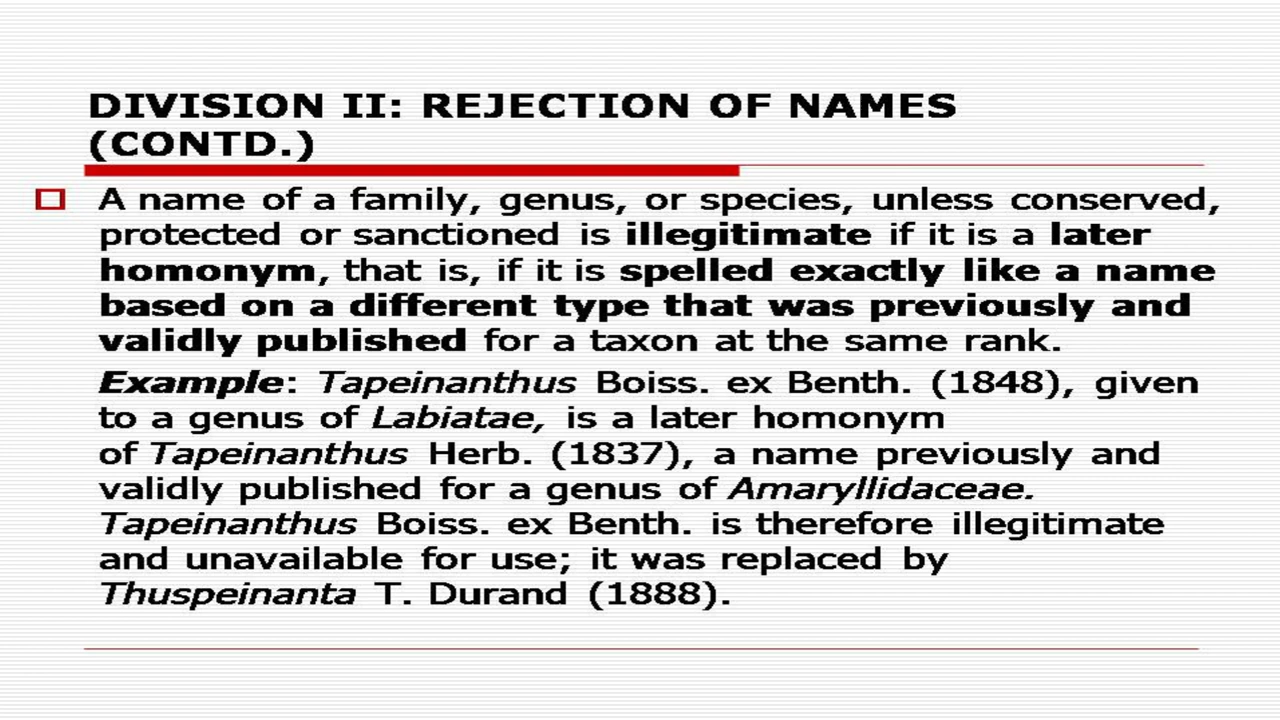 DIVISION II: REJECTION OF NAMES
(CONTD.)
A name of a family, genus, or species, unless conserved,
protected or sanctioned is illegitimate if it is a later
homonym, that is, if it is spelled exactly like a name
based on a different type that was previously and
validly published for a taxon at the same rank.
Example: Tapeinanthus Boiss. ex Benth. (1848), given
to a genus of Labiatae, is a later homonym
of Tapeinanthus Herb. (1837), a name previously and
validly published for a genus of Amaryllidaceae.
Tapeinanthus Boiss. ex Benth. is therefore illegitimate
and unavailable for use; it was replaced by
Thuspeinanta T. Durand (1888).